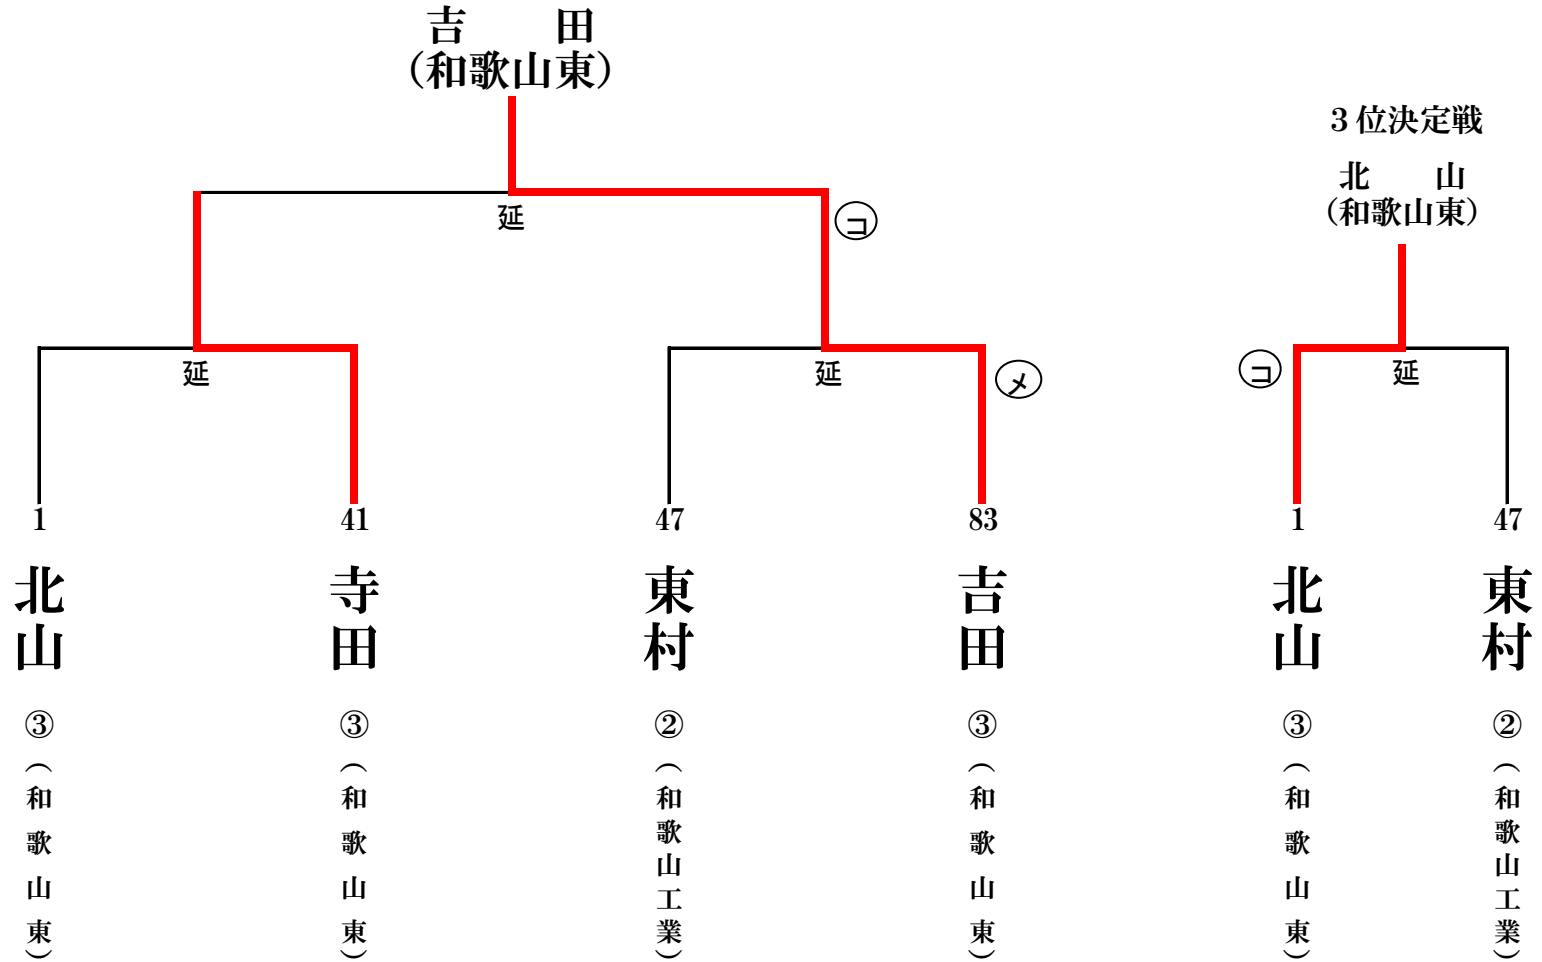 吉田
（和歌山東）
３位決定戦
北山
（和歌山東）
延
コ
延
延
メ
コ
延
1
41
47
83
1
47
北山③（和歌山東）
寺田③（和歌山東）
東村②（和歌山工業）
吉田③（和歌山東）
北山③（和歌山東）
東村②（和歌山工業）